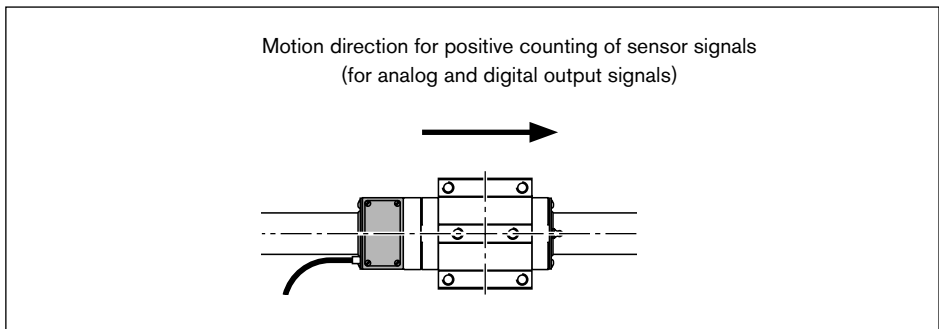 Motion direction for positive counting of sensor signals
(for analog and digital output signals)